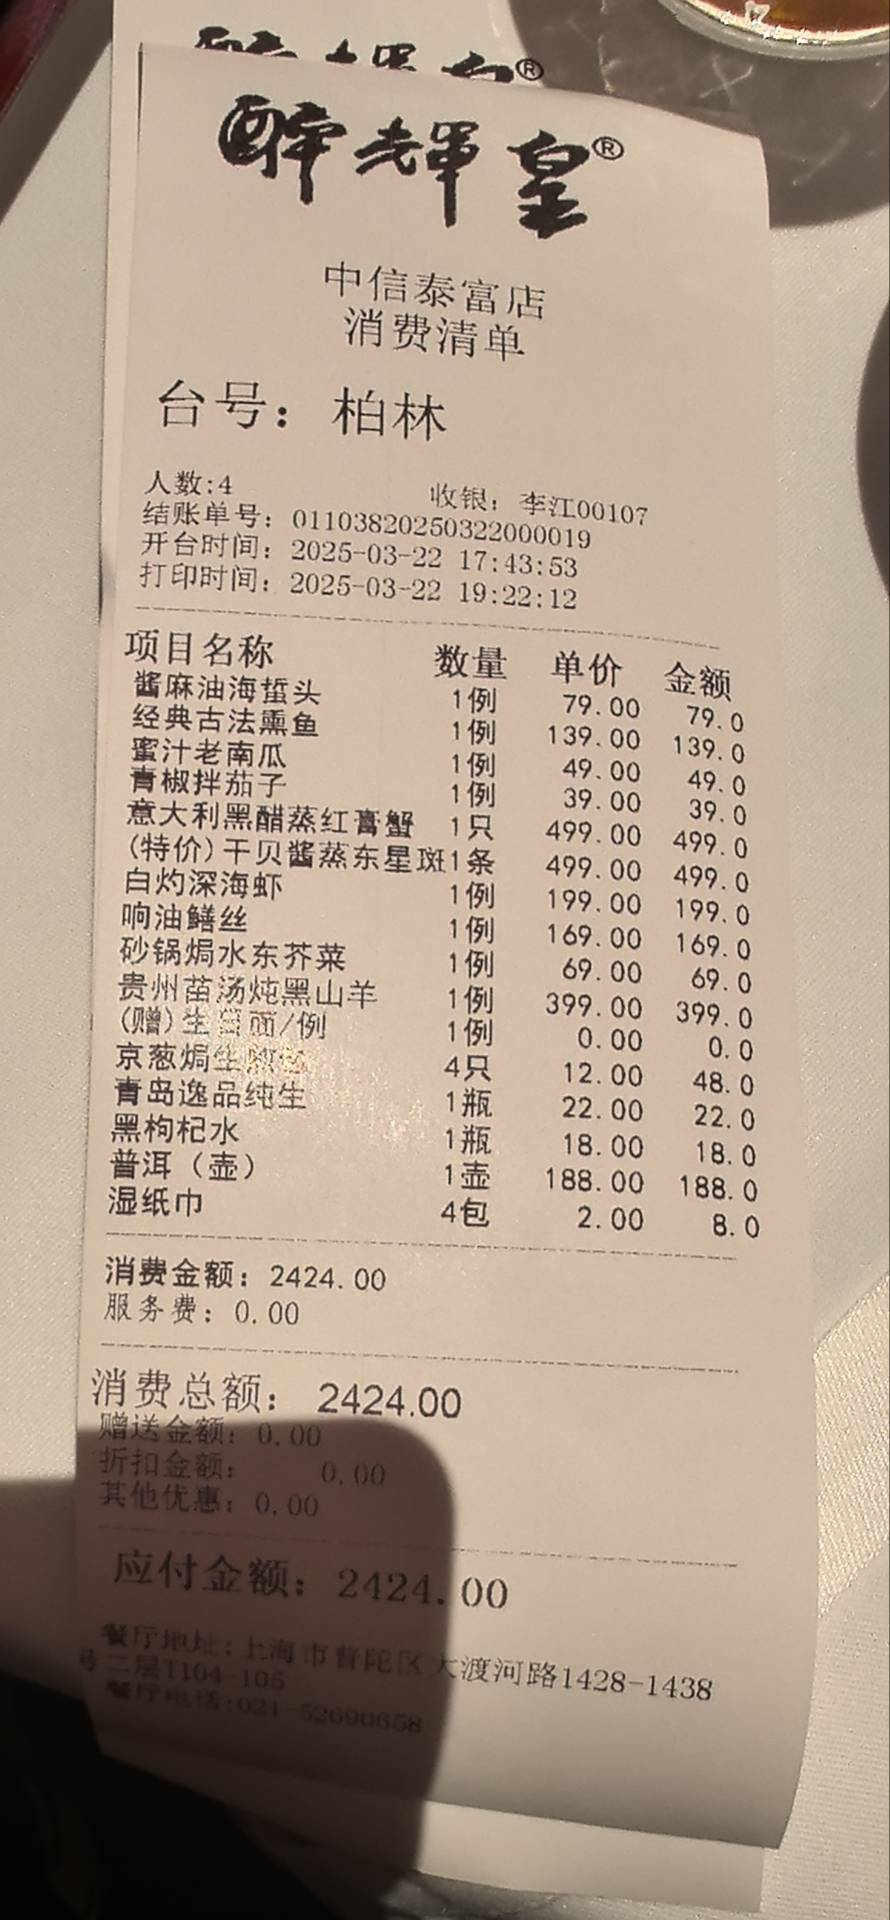 醉輝皇®
中信泰富店
消费清单
台号: 柏林
人数:4 收银: 李江00107
结账单号: 01103820250322000019
开台时间: 2025-03-22 17:43:53
打印时间: 2025-03-22 19:22:12
项目名称 数量 单价 金额
酱麻油海蜇头 1例 79.00 79.0
经典古法熏鱼 1例 139.00 139.0
蜜汁老南瓜 1例 49.00 49.0
青椒拌茄子 1例 39.00 39.0
意大利黑醋蒸红膏蟹 1只 499.00 499.0
(特价)干贝酱蒸东星斑 1条 499.00 499.0
白灼深海虾 1例 199.00 199.0
响油鳝丝 1例 169.00 169.0
砂锅焗水东芥菜 1例 69.00 69.0
贵州苗汤炖黑山羊 1例 399.00 399.0
(赠)生日面/例 1例 0.00 0.0
京葱焗生煎包 4只 12.00 48.0
青岛逸品纯生 1瓶 22.00 22.0
黑枸杞水 1瓶 18.00 18.0
普洱（壶） 1壶 188.00 188.0
湿纸巾 4包 2.00 8.0
消费金额: 2424.00
服务费: 0.00
消费总额: 2424.00
赠送金额: 0.00
折扣金额: 0.00
其他优惠: 0.00
应付金额: 2424.00
餐厅地址:上海市普陀区大渡河路1428-1438
号二层T104-105
餐厅电话:021-52690658